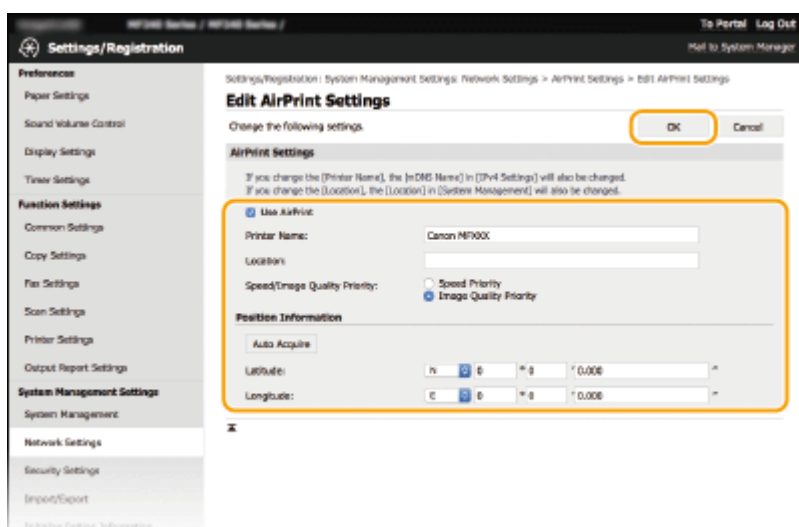 MF240 Series / MF240 Series /
To Portal Log Out
Settings/Registration
Mail to System Manager
Preferences
Paper Settings
Sound Volume Control
Display Settings
Timer Settings
Function Settings
Common Settings
Copy Settings
Fax Settings
Scan Settings
Printer Settings
Output Report Settings
System Management Settings
System Management
Network Settings
Security Settings
Import/Export
Settings/Registration: System Management Settings: Network Settings > AirPrint Settings > Edit AirPrint Settings
Edit AirPrint Settings
Change the following settings.
OK Cancel
AirPrint Settings
If you change the [Printer Name], the [mDNS Name] in [IPv4 Settings] will also be changed.
If you change the [Location], the [Location] in [System Management] will also be changed.
Use AirPrint
Printer Name: Canon MFXXX
Location:
Speed/Image Quality Priority: Speed Priority
Image Quality Priority
Position Information
Auto Acquire
Latitude: N 0 ° 0 ' 0.000 "
Longitude: E 0 ° 0 ' 0.000 "